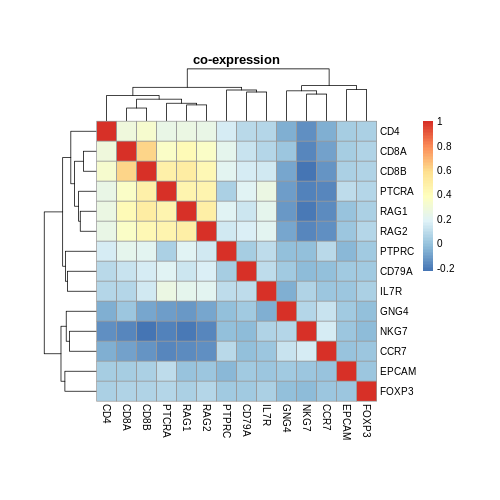 co-expression
CD4
CD8A
CD8B
PTCRA
RAG1
RAG2
PTPRC
CD79A
IL7R
GNG4
NKG7
CCR7
EPCAM
FOXP3
1
0.8
0.6
0.4
0.2
0
-0.2
CD4
CD8A
CD8B
PTCRA
RAG1
RAG2
PTPRC
CD79A
IL7R
GNG4
NKG7
CCR7
EPCAM
FOXP3